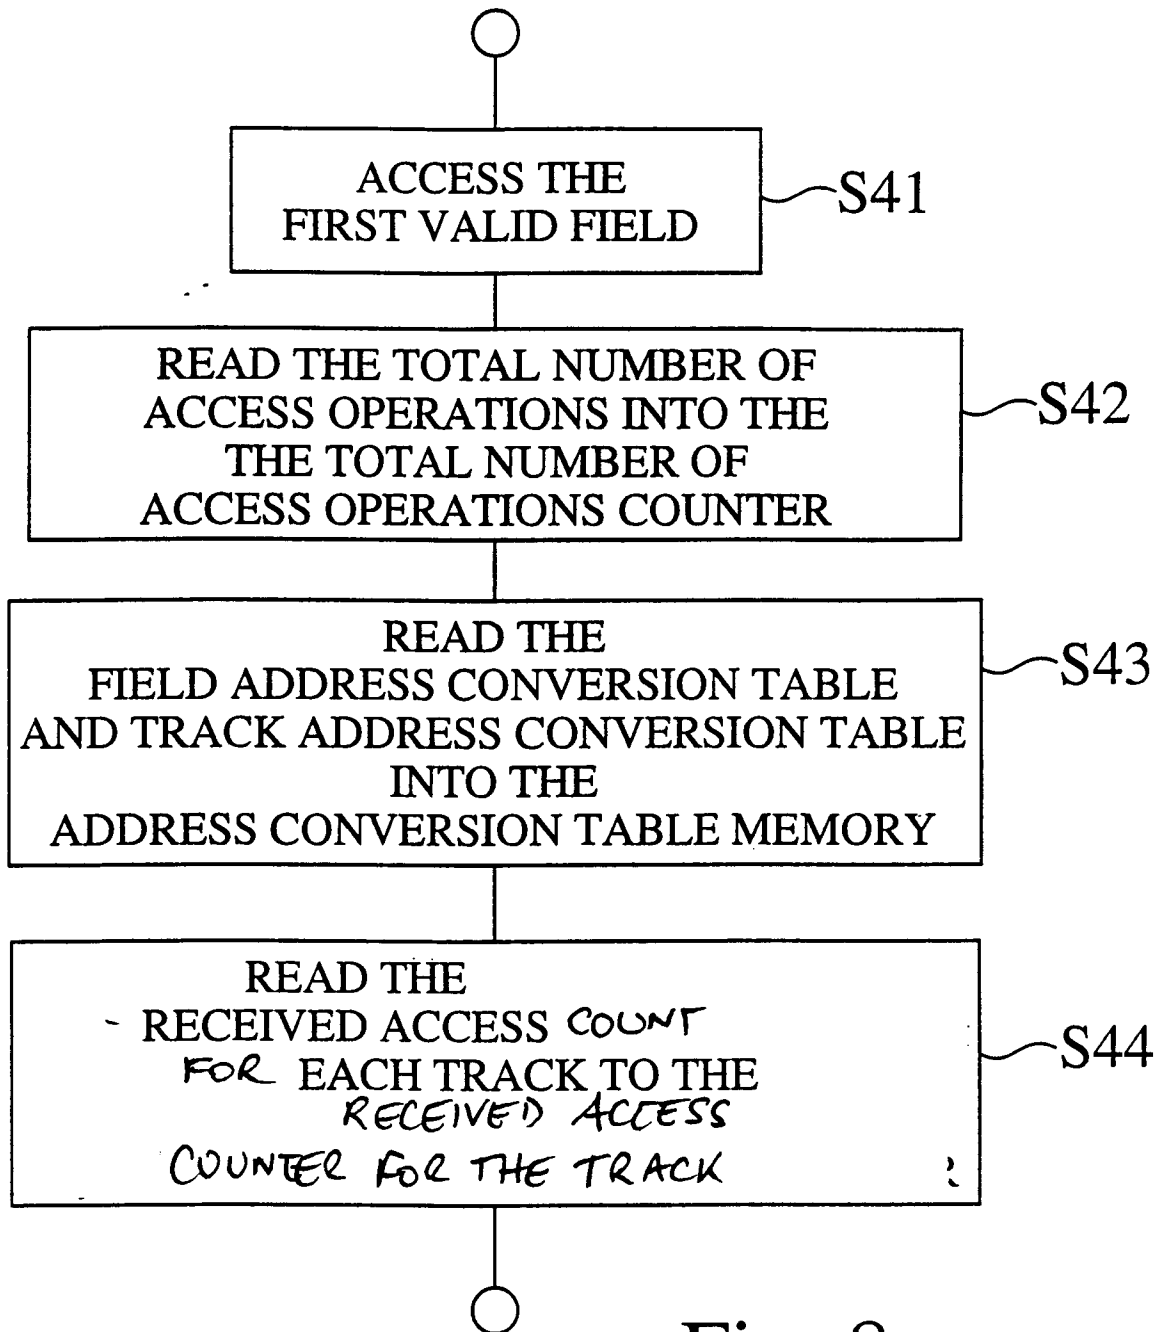 ACCESS THE
FIRST VALID FIELD
S41
READ THE TOTAL NUMBER OF
ACCESS OPERATIONS INTO THE
THE TOTAL NUMBER OF
ACCESS OPERATIONS COUNTER
S42
READ THE
FIELD ADDRESS CONVERSION TABLE
AND TRACK ADDRESS CONVERSION TABLE
INTO THE
ADDRESS CONVERSION TABLE MEMORY
S43
READ THE
RECEIVED ACCESS COUNT
FOR EACH TRACK TO THE
RECEIVED ACCESS
COUNTER FOR THE TRACK
S44